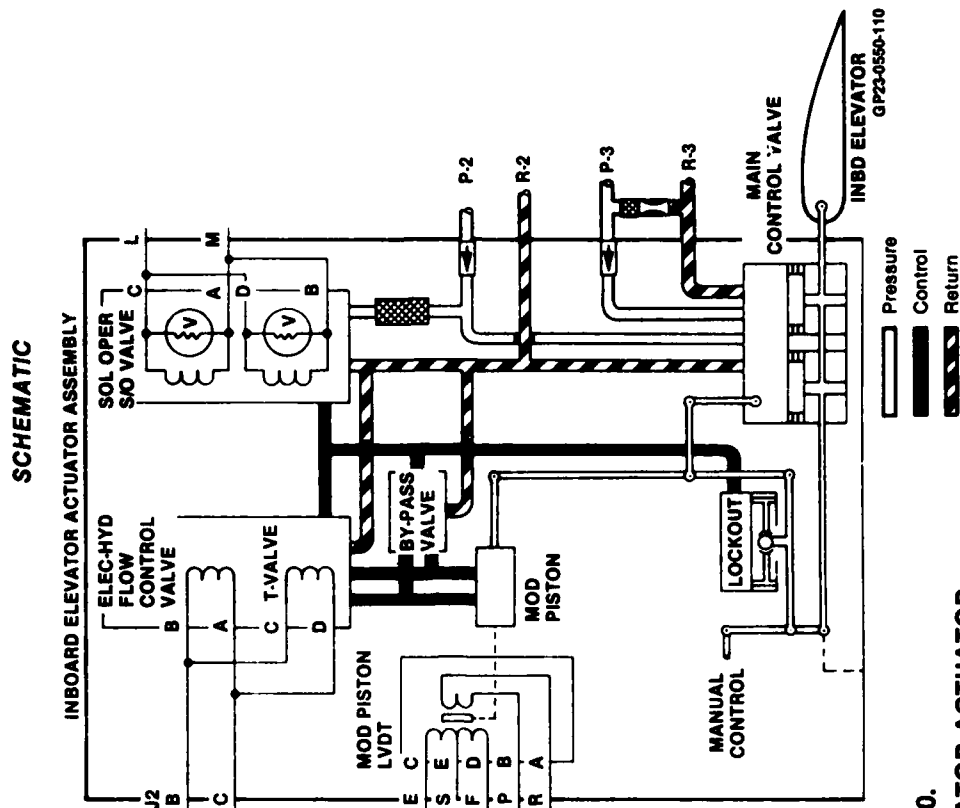 SCHEMATIC
INBOARD ELEVATOR ACTUATOR ASSEMBLY
J2
B
C
ELEC-HYD
FLOW
CONTROL
VALVE
B
A
C
D
T-VALVE
SOL OPER
S/O VALVE
C
A
D
B
V
V
L
M
P-2
R-2
P-3
R-3
BY-PASS
VALVE
MOD
PISTON
MOD PISTON
LVDT
E
S
F
P
R
C
E
D
B
A
LOCKOUT
MANUAL
CONTROL
MAIN
CONTROL VALVE
INBD ELEVATOR
GP23-0550-110
Pressure
Control
Return
0.